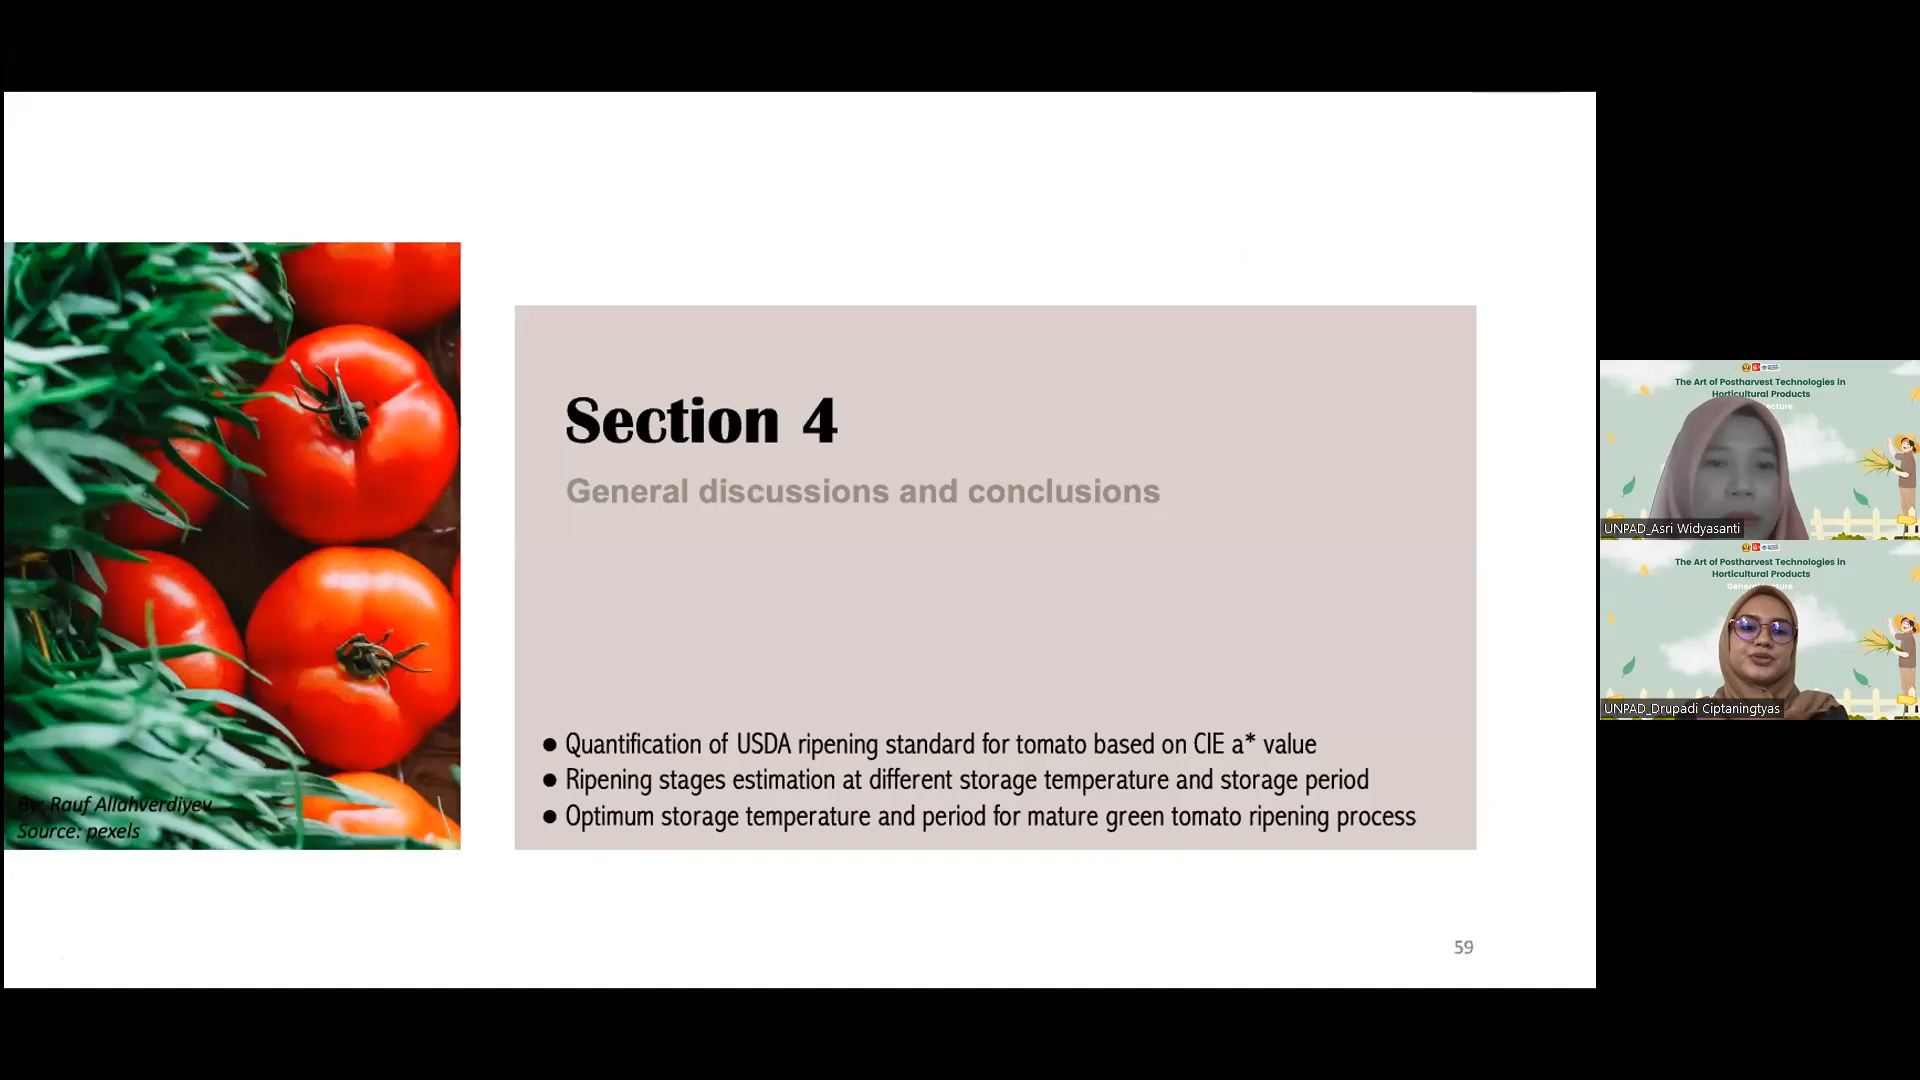 Section 4
General discussions and conclusions
● Quantification of USDA ripening standard for tomato based on CIE a* value
● Ripening stages estimation at different storage temperature and storage period
● Optimum storage temperature and period for mature green tomato ripening process
By: Rauf Allahverdiyev
Source: pexels
59
The Art of Postharvest Technologies in
Horticultural Products
UNPAD_Asri Widyasanti
The Art of Postharvest Technologies in
Horticultural Products
UNPAD_Drupadi Ciptaningtyas